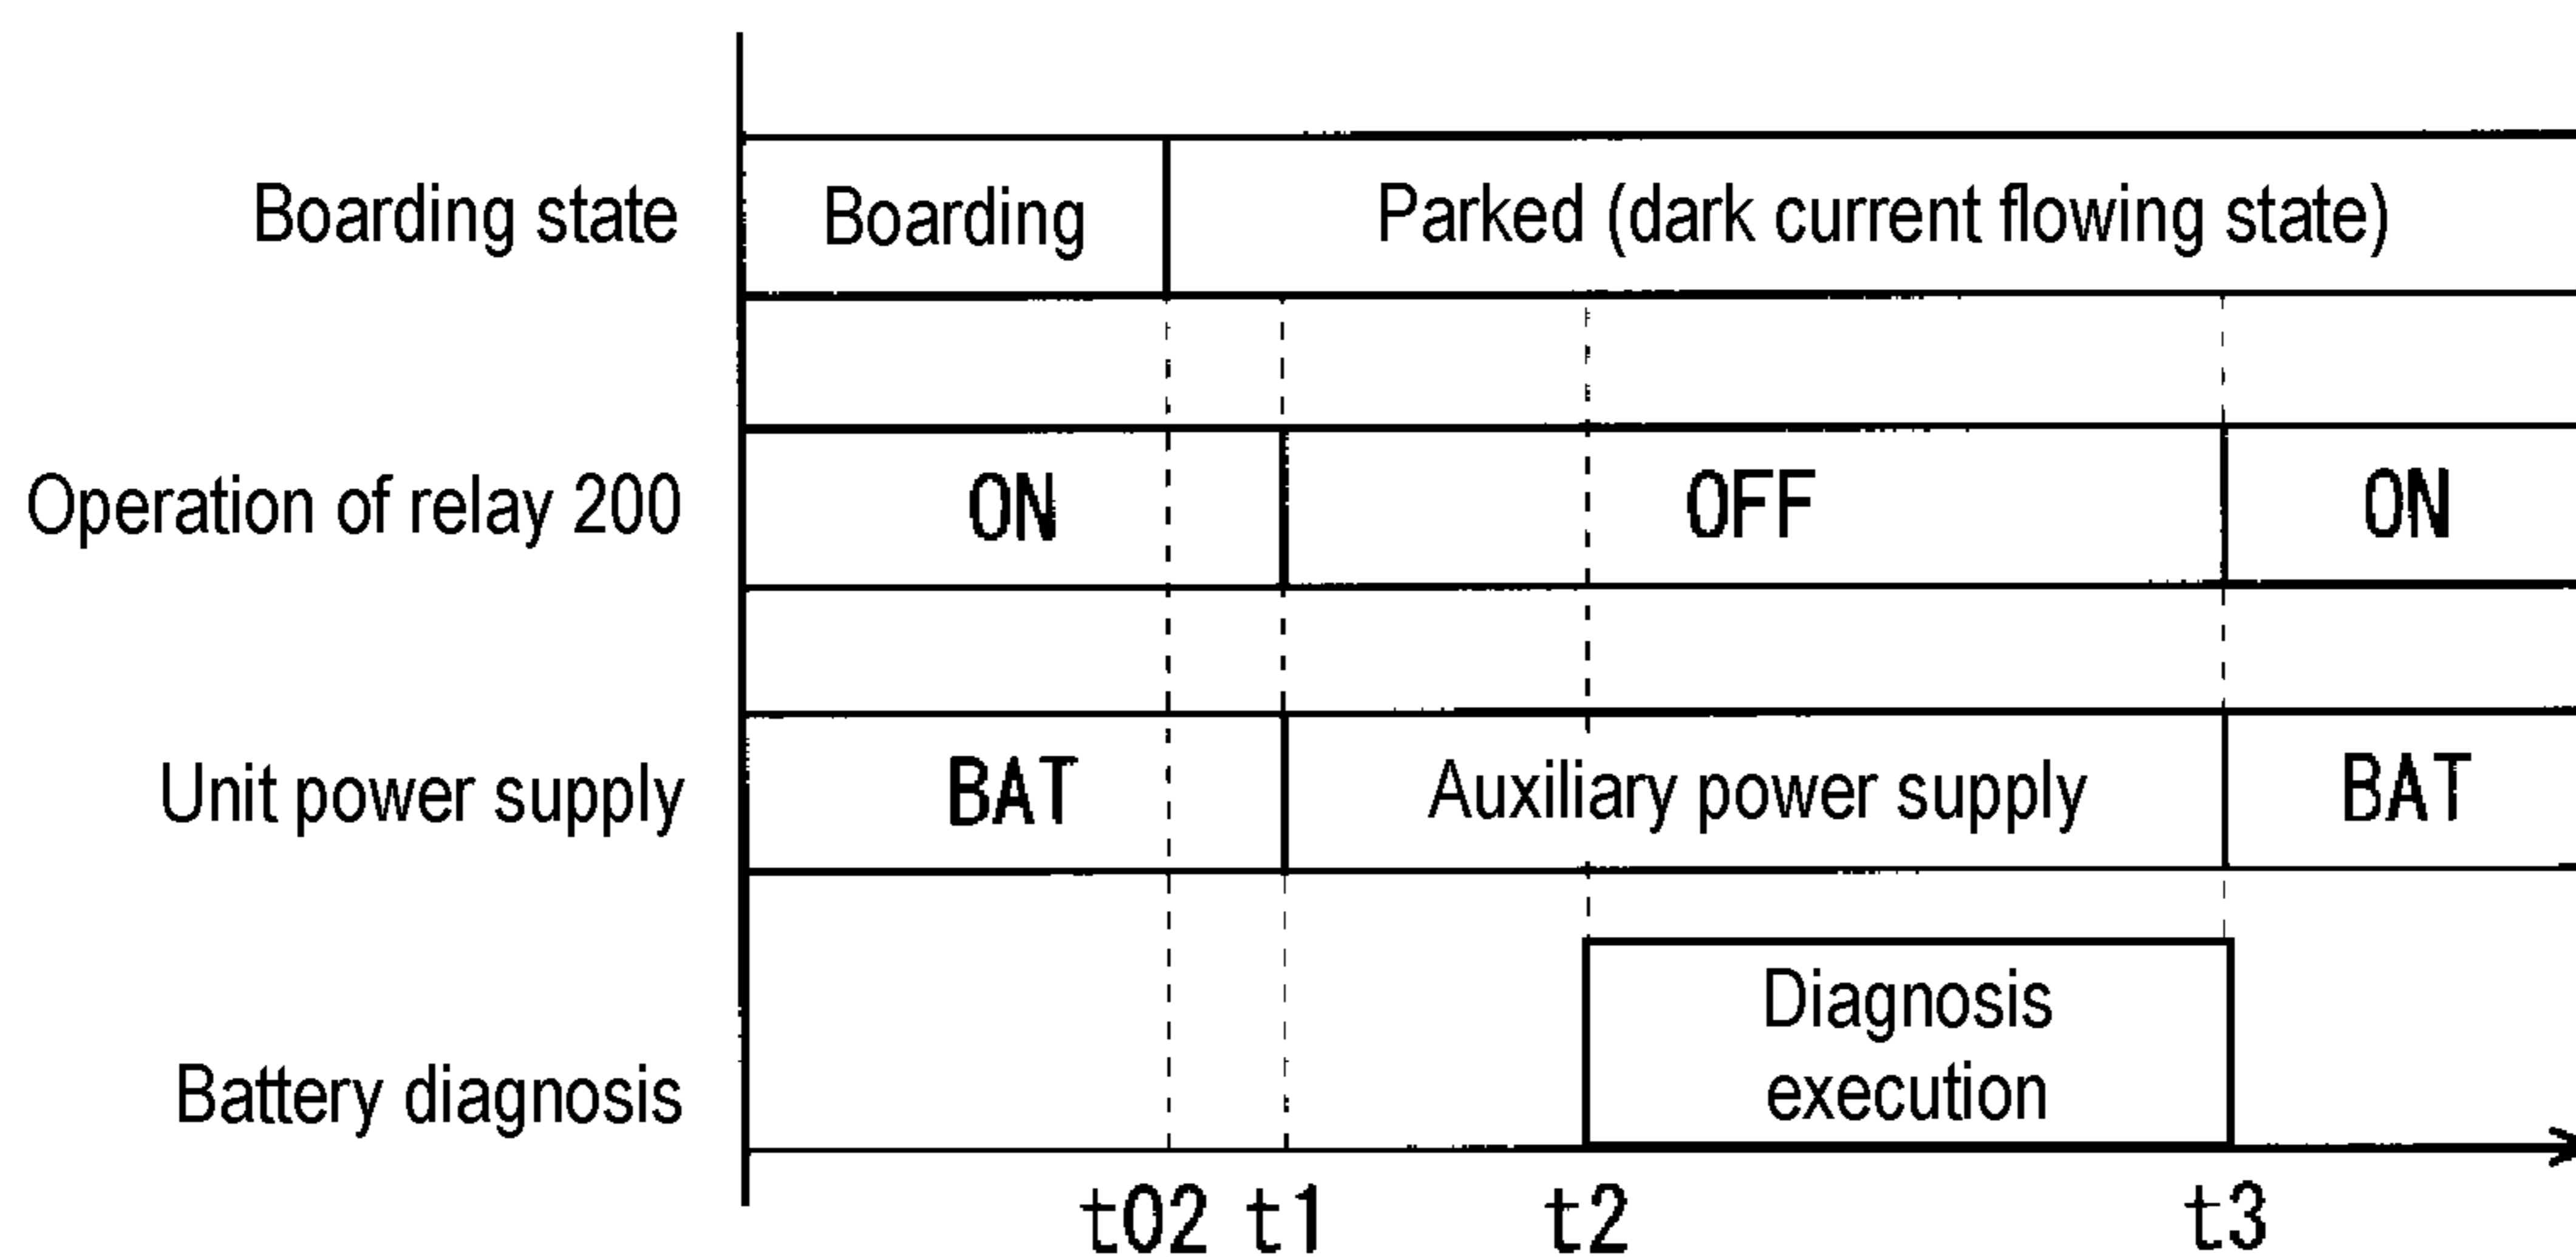 Boarding state
Boarding
Parked (dark current flowing state)
Operation of relay 200
ON
OFF
ON
Unit power supply
BAT
Auxiliary power supply
BAT
Battery diagnosis
Diagnosis
execution
t02
t1
t2
t3